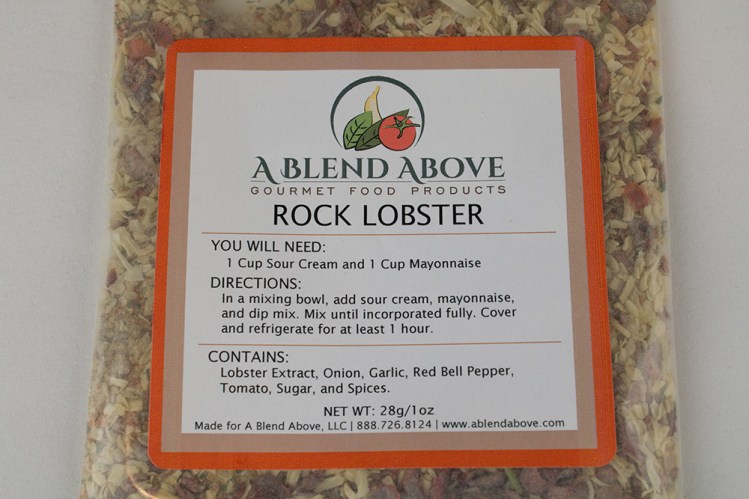 A BLEND ABOVE
GOURMET FOOD PRODUCTS
ROCK LOBSTER
YOU WILL NEED:
1 Cup Sour Cream and 1 Cup Mayonnaise
DIRECTIONS:
In a mixing bowl, add sour cream, mayonnaise,
and dip mix. Mix until incorporated fully. Cover
and refrigerate for at least 1 hour.
CONTAINS:
Lobster Extract, Onion, Garlic, Red Bell Pepper,
Tomato, Sugar, and Spices.
NET WT: 28g/1oz
Made for A Blend Above, LLC | 888.726.8124 | www.ablendabove.com